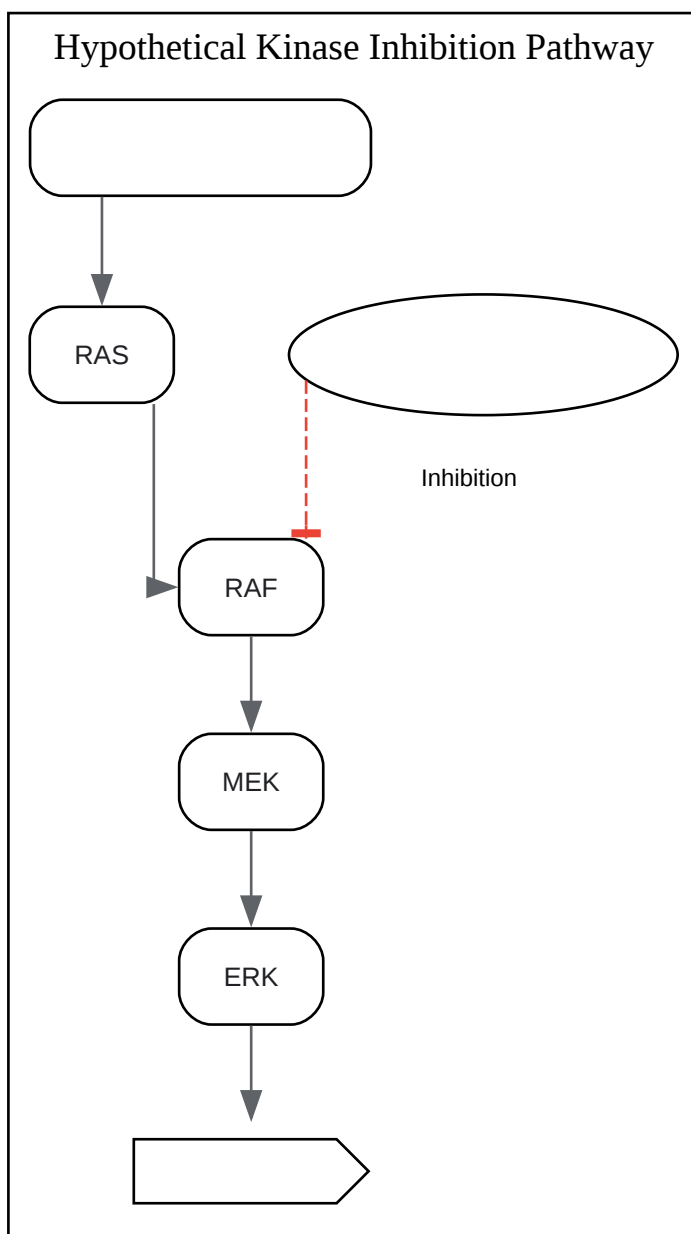 Hypothetical Kinase Inhibition Pathway
RAS
Inhibition
RAF
MEK
ERK